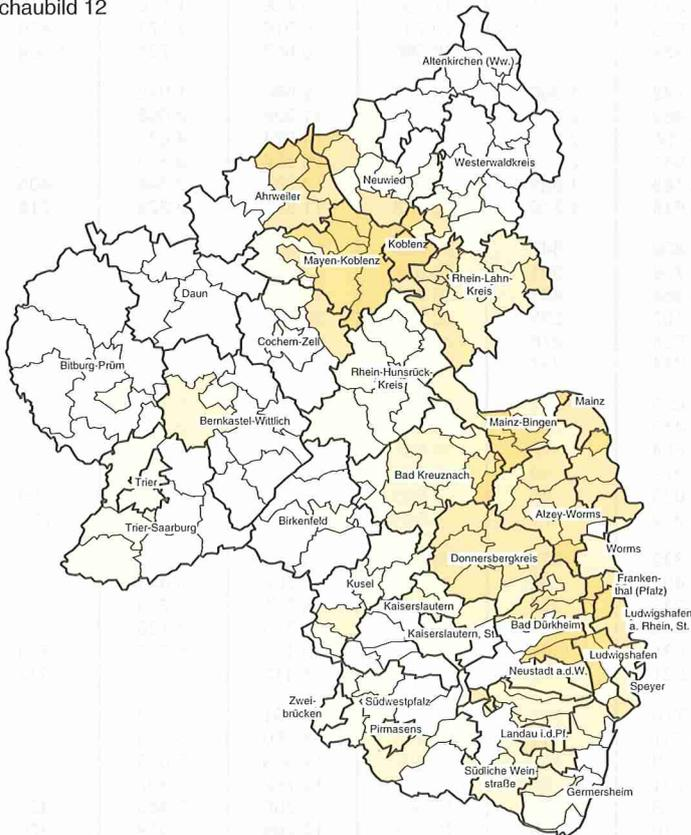 chaubild 12
Altenkirchen (Ww.)
Westerwaldkreis
Neuwied
Ahrweiler
Koblenz
Mayen-Koblenz
Rhein-Lahn-
Kreis
Daun
Cochem-Zell
Bitburg-Prüm
Rhein-Hunsrück-
Kreis
Mainz
Bernkastel-Wittlich
Mainz-Bingen
Bad Kreuznach
Trier
Alzey-Worms
Birkenfeld
Trier-Saarburg
Worms
Donnersbergkreis
Kusel
Franken-
thal (Pfalz)
Kaiserslautern
Ludwigshafen
a. Rhein, St.
Kaiserslautern, St.
Bad Dürkheim
Ludwigshafen
Neustadt a.d.W.
Speyer
Zwei-
brücken
Südwestpfalz
Pirmasens
Landau i.d.Pf.
Südliche Wein-
straße
Germersheim